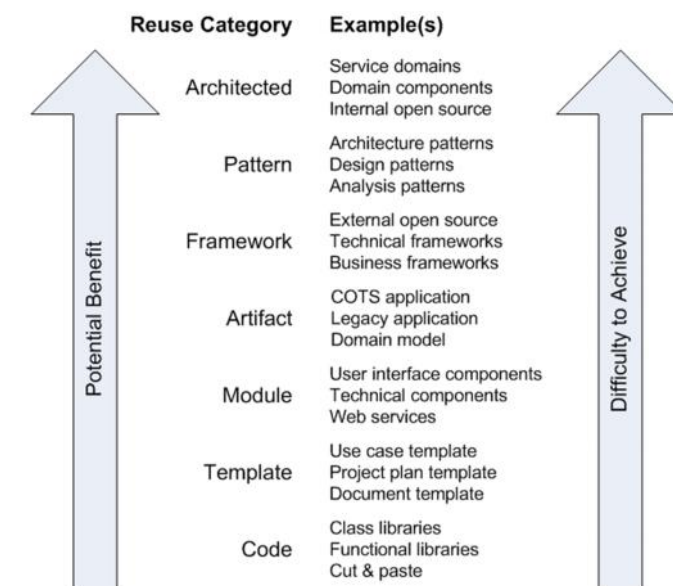 Reuse Category Example(s)
Architected
Service domains
Domain components
Internal open source
Pattern
Architecture patterns
Design patterns
Analysis patterns
Framework
External open source
Technical frameworks
Business frameworks
Artifact
COTS application
Legacy application
Domain model
Module
User interface components
Technical components
Web services
Template
Use case template
Project plan template
Document template
Code
Class libraries
Functional libraries
Cut & paste
Potential Benefit
Difficulty to Achieve